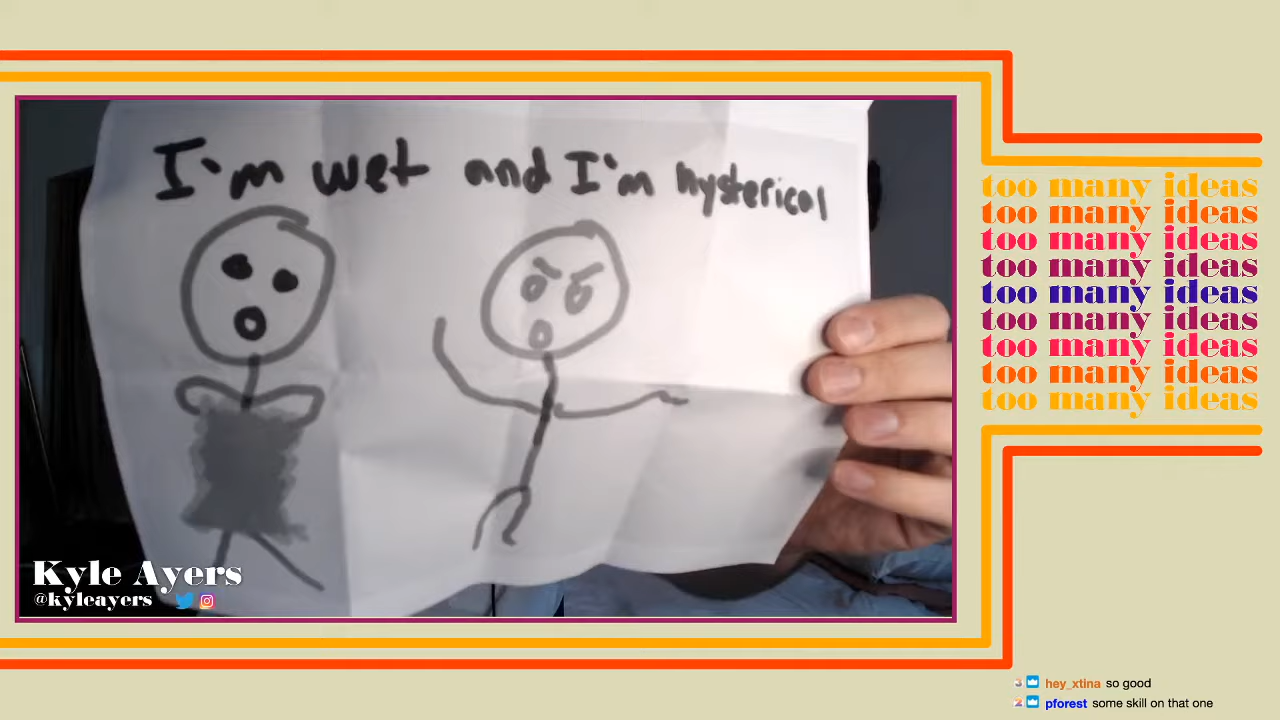 I'm wet and I'm hysterical
too many ideas
too many ideas
too many ideas
too many ideas
too many ideas
too many ideas
too many ideas
too many ideas
too many ideas
Kyle Ayers
@kyleayers
3 hey_xtina so good
2 pforest some skill on that one